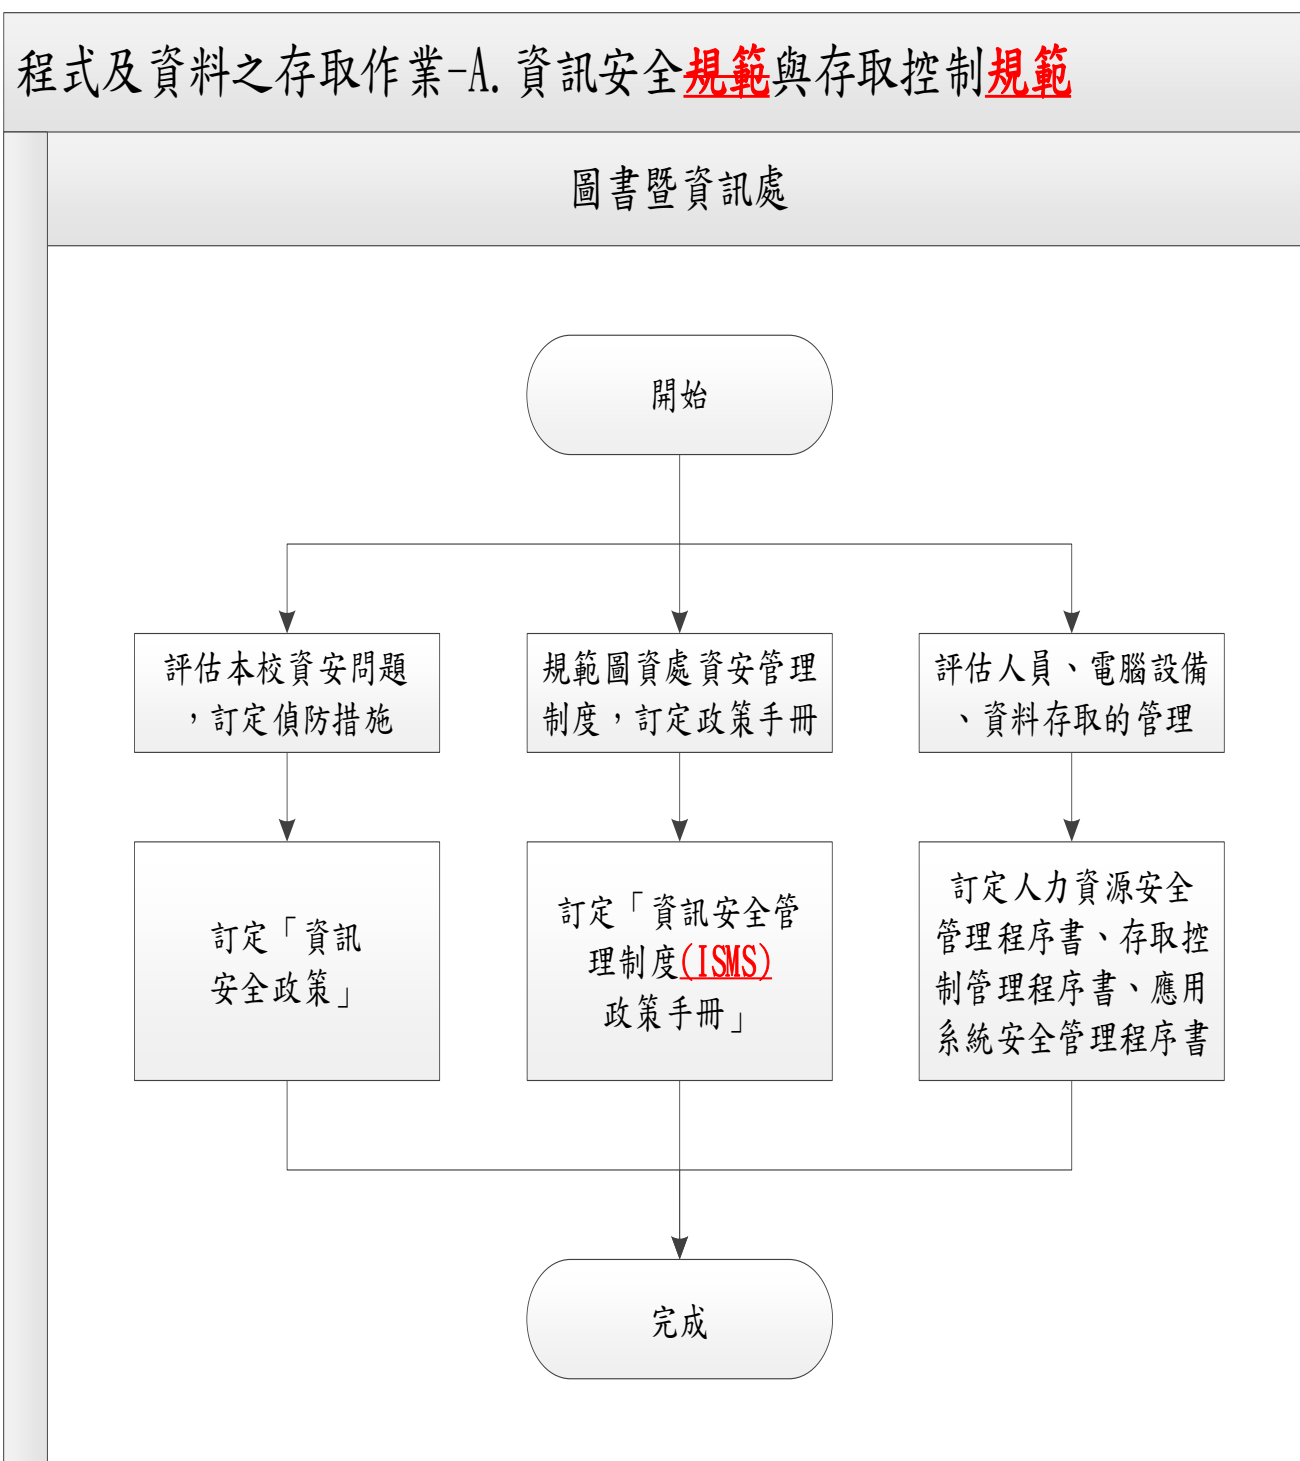 程式及資料之存取作業-A.資訊安全規範與存取控制規範
圖書暨資訊處
開始
評估本校資安問題
，訂定偵防措施
規範圖資處資安管理
制度，訂定政策手冊
評估人員、電腦設備
、資料存取的管理
訂定「資訊
安全政策」
訂定「資訊安全管
理制度(ISMS)
政策手冊」
訂定人力資源安全
管理程序書、存取控
制管理程序書、應用
系統安全管理程序書
完成